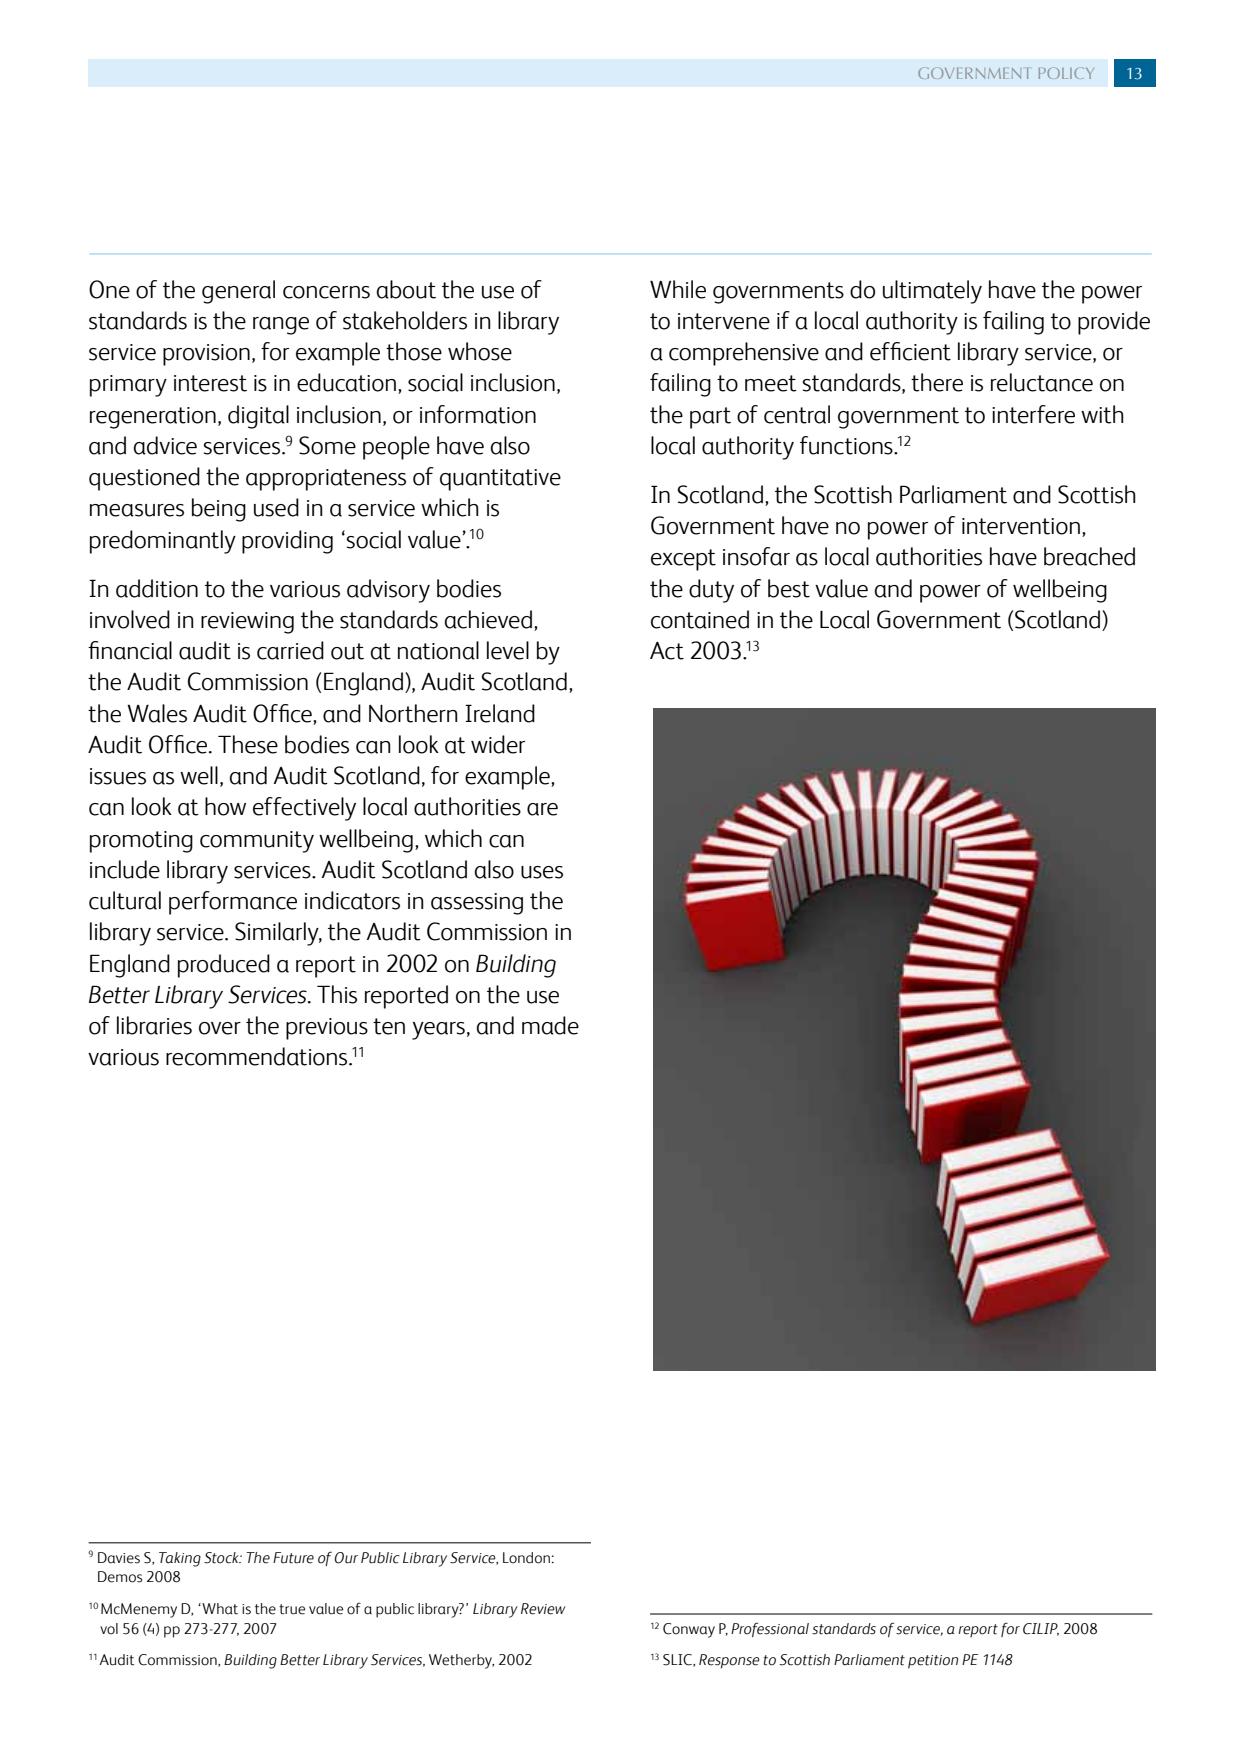 GOVERNMENT POLICY 13
One of the general concerns about the use of
standards is the range of stakeholders in library
service provision, for example those whose
primary interest is in education, social inclusion,
regeneration, digital inclusion, or information
and advice services.⁹ Some people have also
questioned the appropriateness of quantitative
measures being used in a service which is
predominantly providing ‘social value’.¹⁰
In addition to the various advisory bodies
involved in reviewing the standards achieved,
financial audit is carried out at national level by
the Audit Commission (England), Audit Scotland,
the Wales Audit Office, and Northern Ireland
Audit Office. These bodies can look at wider
issues as well, and Audit Scotland, for example,
can look at how effectively local authorities are
promoting community wellbeing, which can
include library services. Audit Scotland also uses
cultural performance indicators in assessing the
library service. Similarly, the Audit Commission in
England produced a report in 2002 on Building
Better Library Services. This reported on the use
of libraries over the previous ten years, and made
various recommendations.¹¹
While governments do ultimately have the power
to intervene if a local authority is failing to provide
a comprehensive and efficient library service, or
failing to meet standards, there is reluctance on
the part of central government to interfere with
local authority functions.¹²
In Scotland, the Scottish Parliament and Scottish
Government have no power of intervention,
except insofar as local authorities have breached
the duty of best value and power of wellbeing
contained in the Local Government (Scotland)
Act 2003.¹³
⁹ Davies S, Taking Stock: The Future of Our Public Library Service, London:
Demos 2008
¹⁰ McMenemy D, ‘What is the true value of a public library?’ Library Review
vol 56 (4) pp 273-277, 2007
¹¹ Audit Commission, Building Better Library Services, Wetherby, 2002
¹² Conway P, Professional standards of service, a report for CILIP, 2008
¹³ SLIC, Response to Scottish Parliament petition PE 1148